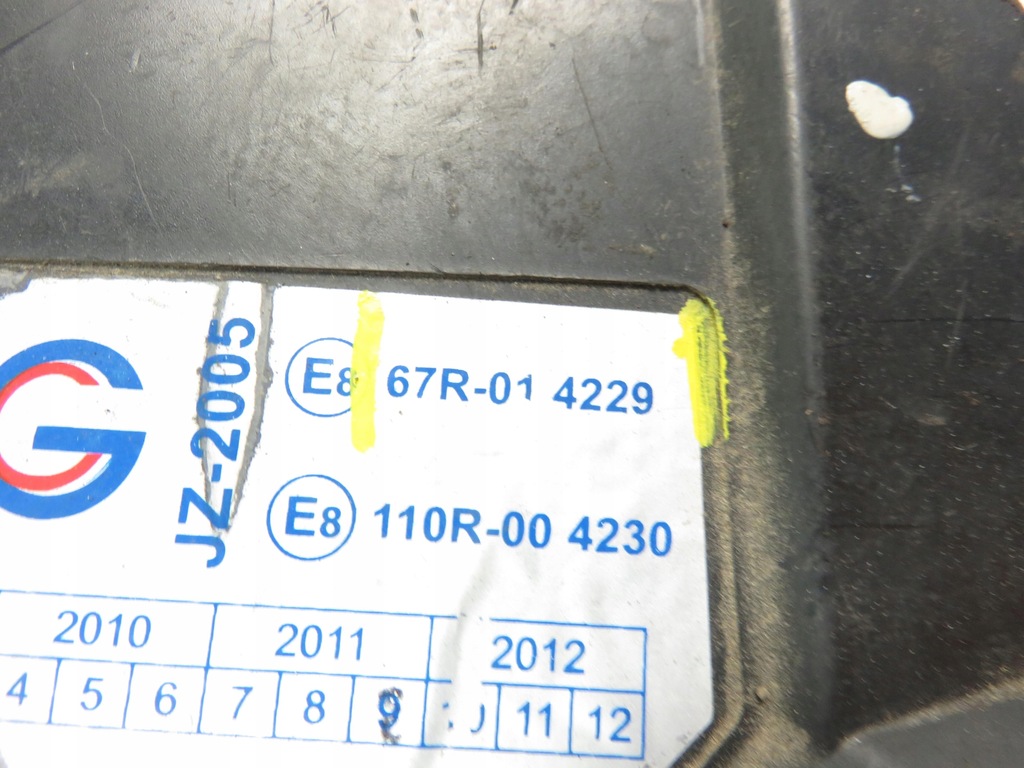 G
JZ-2005
E8 67R-01 4229
E8 110R-00 4230
2010 2011 2012
4 5 6 7 8 9 11 12